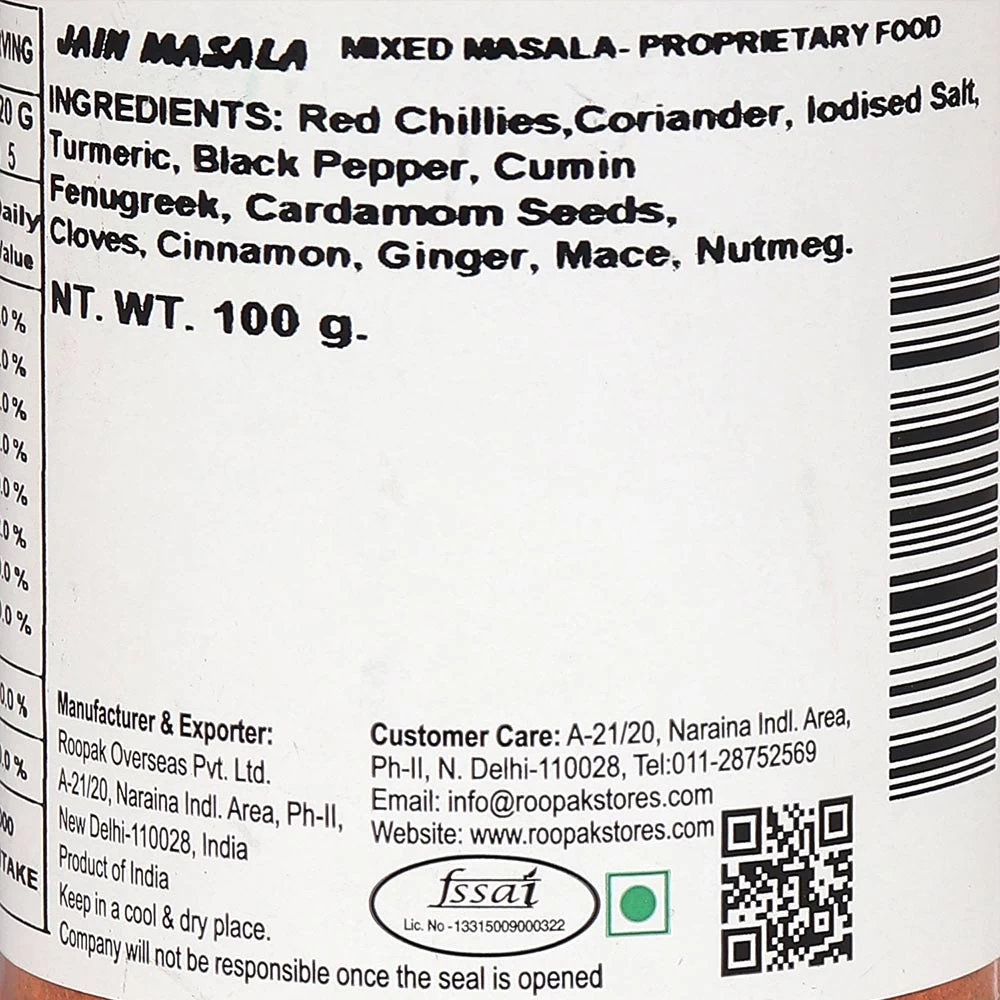 JAIN MASALA MIXED MASALA- PROPRIETARY FOOD
INGREDIENTS: Red Chillies,Coriander, Iodised Salt,
Turmeric, Black Pepper, Cumin
Fenugreek, Cardamom Seeds,
Cloves, Cinnamon, Ginger, Mace, Nutmeg.
NT. WT. 100 g.
20 G
5
Manufacturer & Exporter:
Roopak Overseas Pvt. Ltd.
A-21/20, Naraina Indl. Area, Ph-II,
New Delhi-110028, India
Product of India
Keep in a cool & dry place.
Company will not be responsible once the seal is opened
Customer Care: A-21/20, Naraina Indl. Area,
Ph-II, N. Delhi-110028, Tel:011-28752569
Email: info@roopakstores.com
Website: www.roopakstores.com
fssai
Lic. No -13315009000322